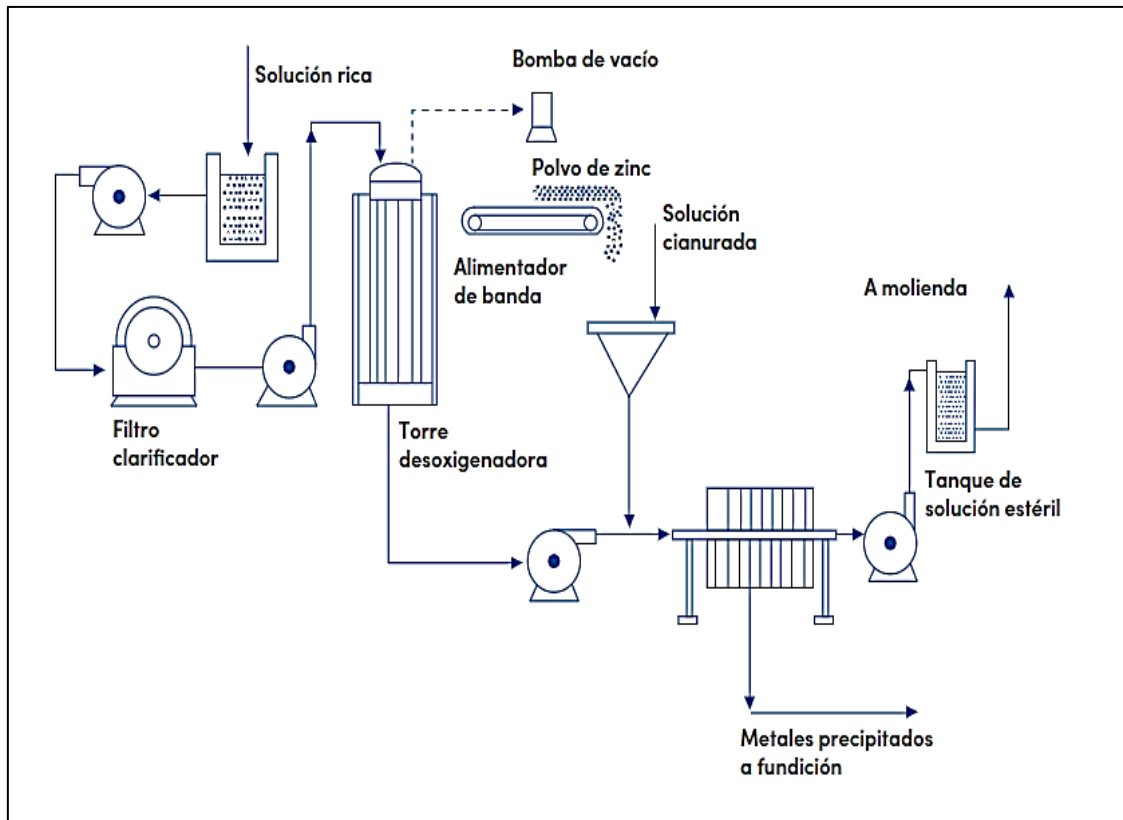 Solución rica
Bomba de vacío
Polvo de zinc
Solución
cianurada
Alimentador
de banda
A molienda
Filtro
clarificador
Torre
desoxigenadora
Tanque de
solución estéril
Metales precipitados
a fundición